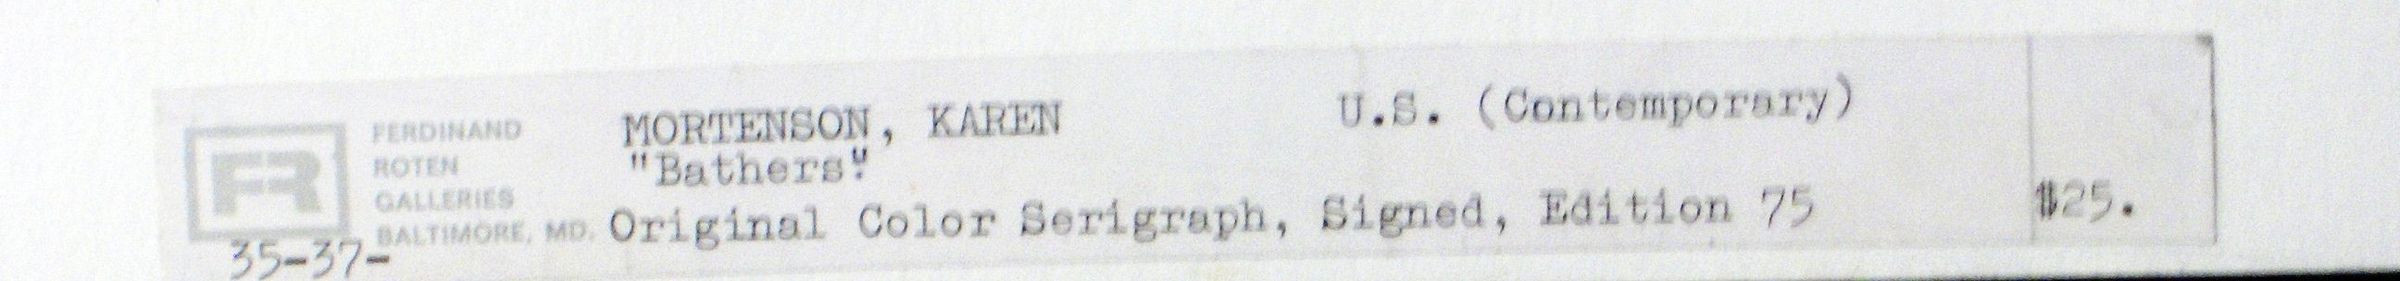 FR
FERDINAND
ROTEN
GALLERIES
BALTIMORE, MD.
35-37-
MORTENSON, KAREN U.S. (Contemporary)
"Bathers"
Original Color Serigraph, Signed, Edition 75 $25.